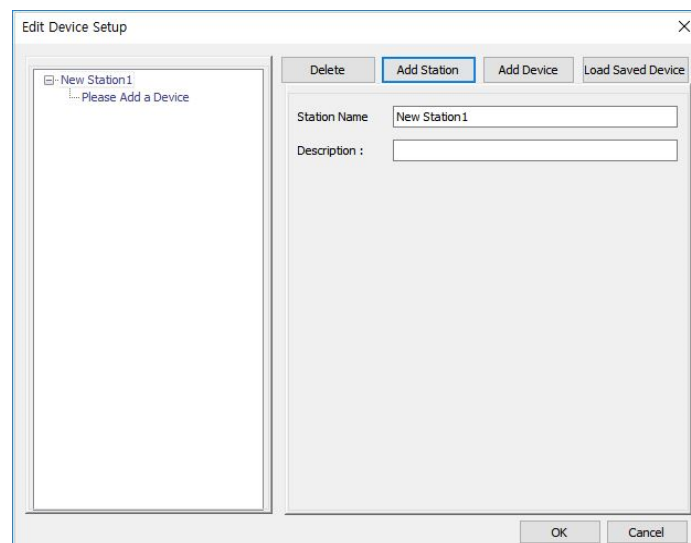 Edit Device Setup
New Station1
Please Add a Device
Delete
Add Station
Add Device
Load Saved Device
Station Name
New Station1
Description :
OK
Cancel